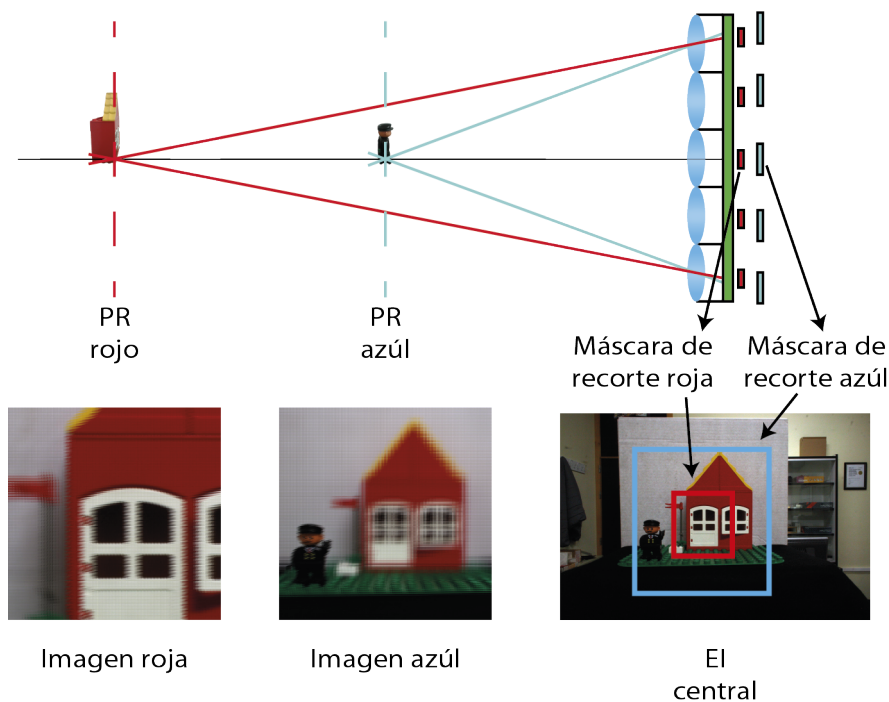 PR
rojo
PR
azúl
Máscara de
recorte roja
Máscara de
recorte azúl
Imagen roja
Imagen azúl
EI
central